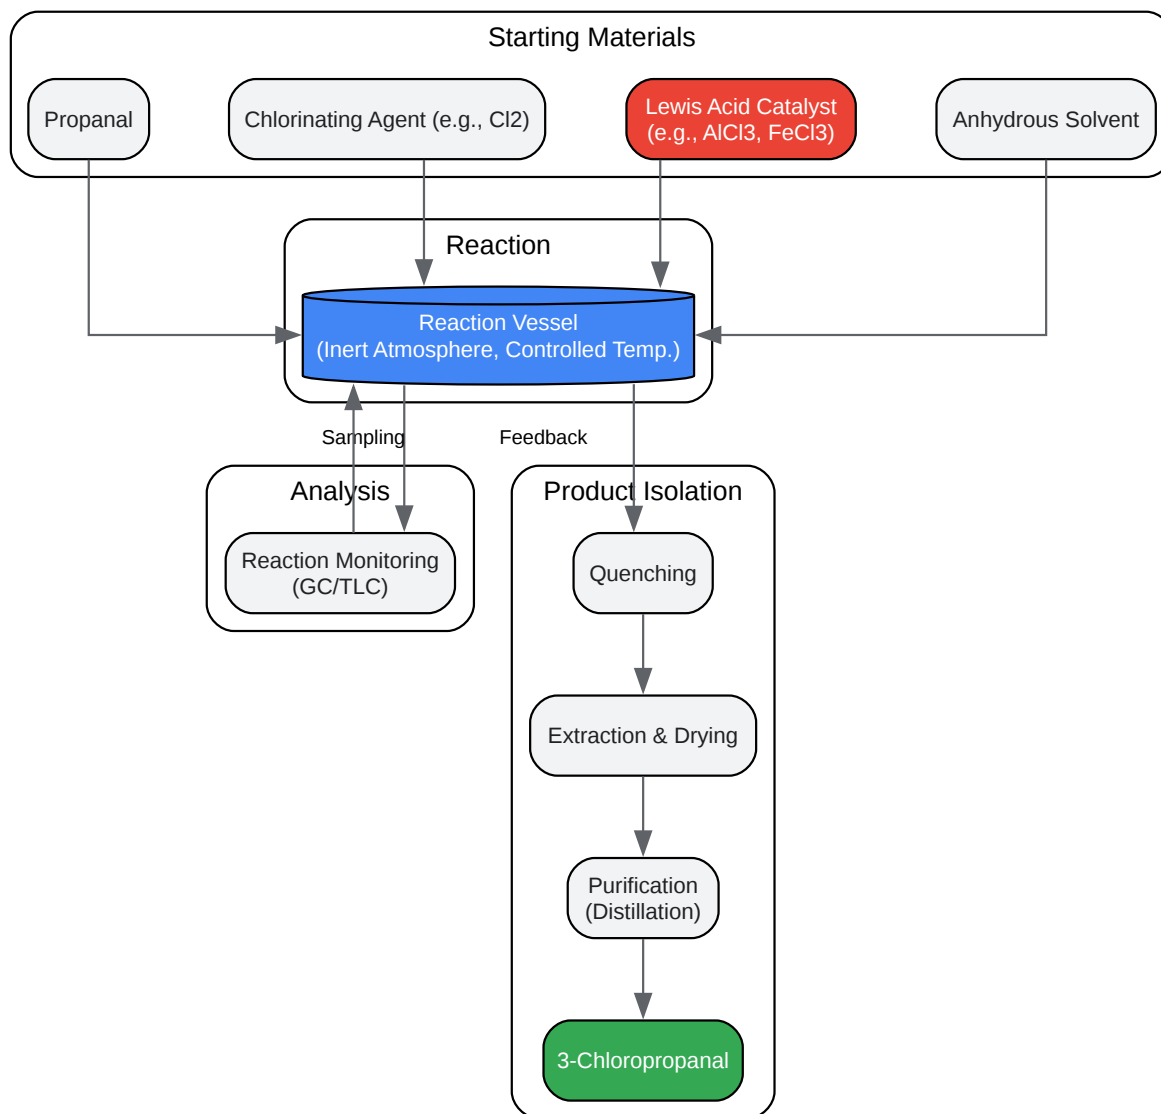 Starting Materials
Propanal
Chlorinating Agent (e.g., Cl2)
Lewis Acid Catalyst
(e.g., AlCl3, FeCl3)
Anhydrous Solvent
Reaction
Reaction Vessel
(Inert Atmosphere, Controlled Temp.)
Sampling
Feedback
Analysis
Reaction Monitoring
(GC/TLC)
Product Isolation
Quenching
Extraction & Drying
Purification
(Distillation)
3-Chloropropanal